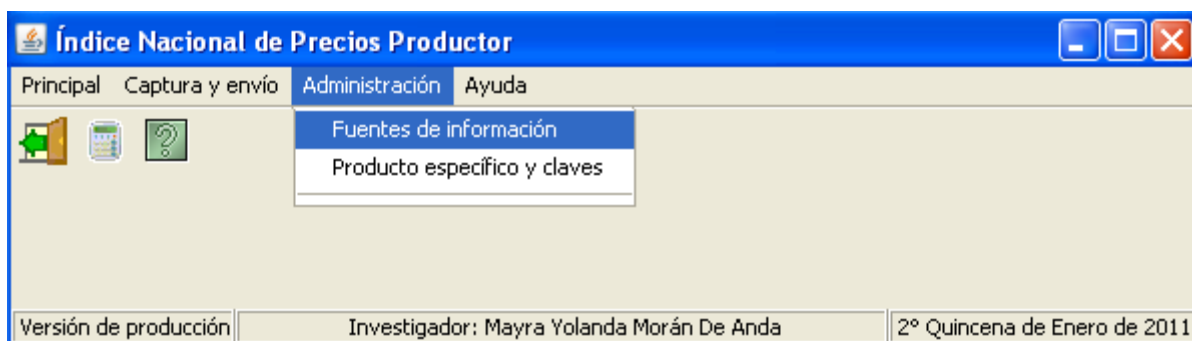 Índice Nacional de Precios Productor
Principal Captura y envío Administración Ayuda
Fuentes de información
Producto específico y claves
Versión de producción Investigador: Mayra Yolanda Morán De Anda 2° Quincena de Enero de 2011